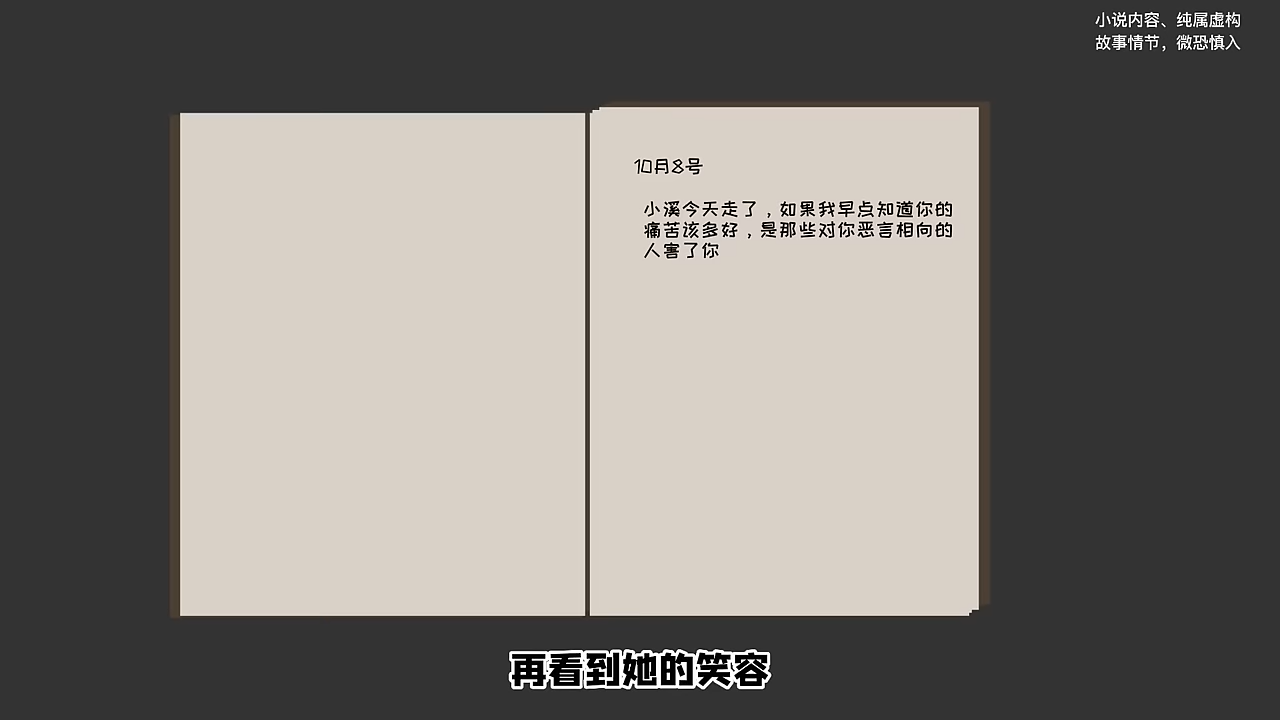 小说内容、纯属虚构
故事情节，微恐慎入
10月8号
小溪今天走了，如果我早点知道你的
痛苦该多好，是那些对你恶言相向的
人害了你
再看到她的笑容